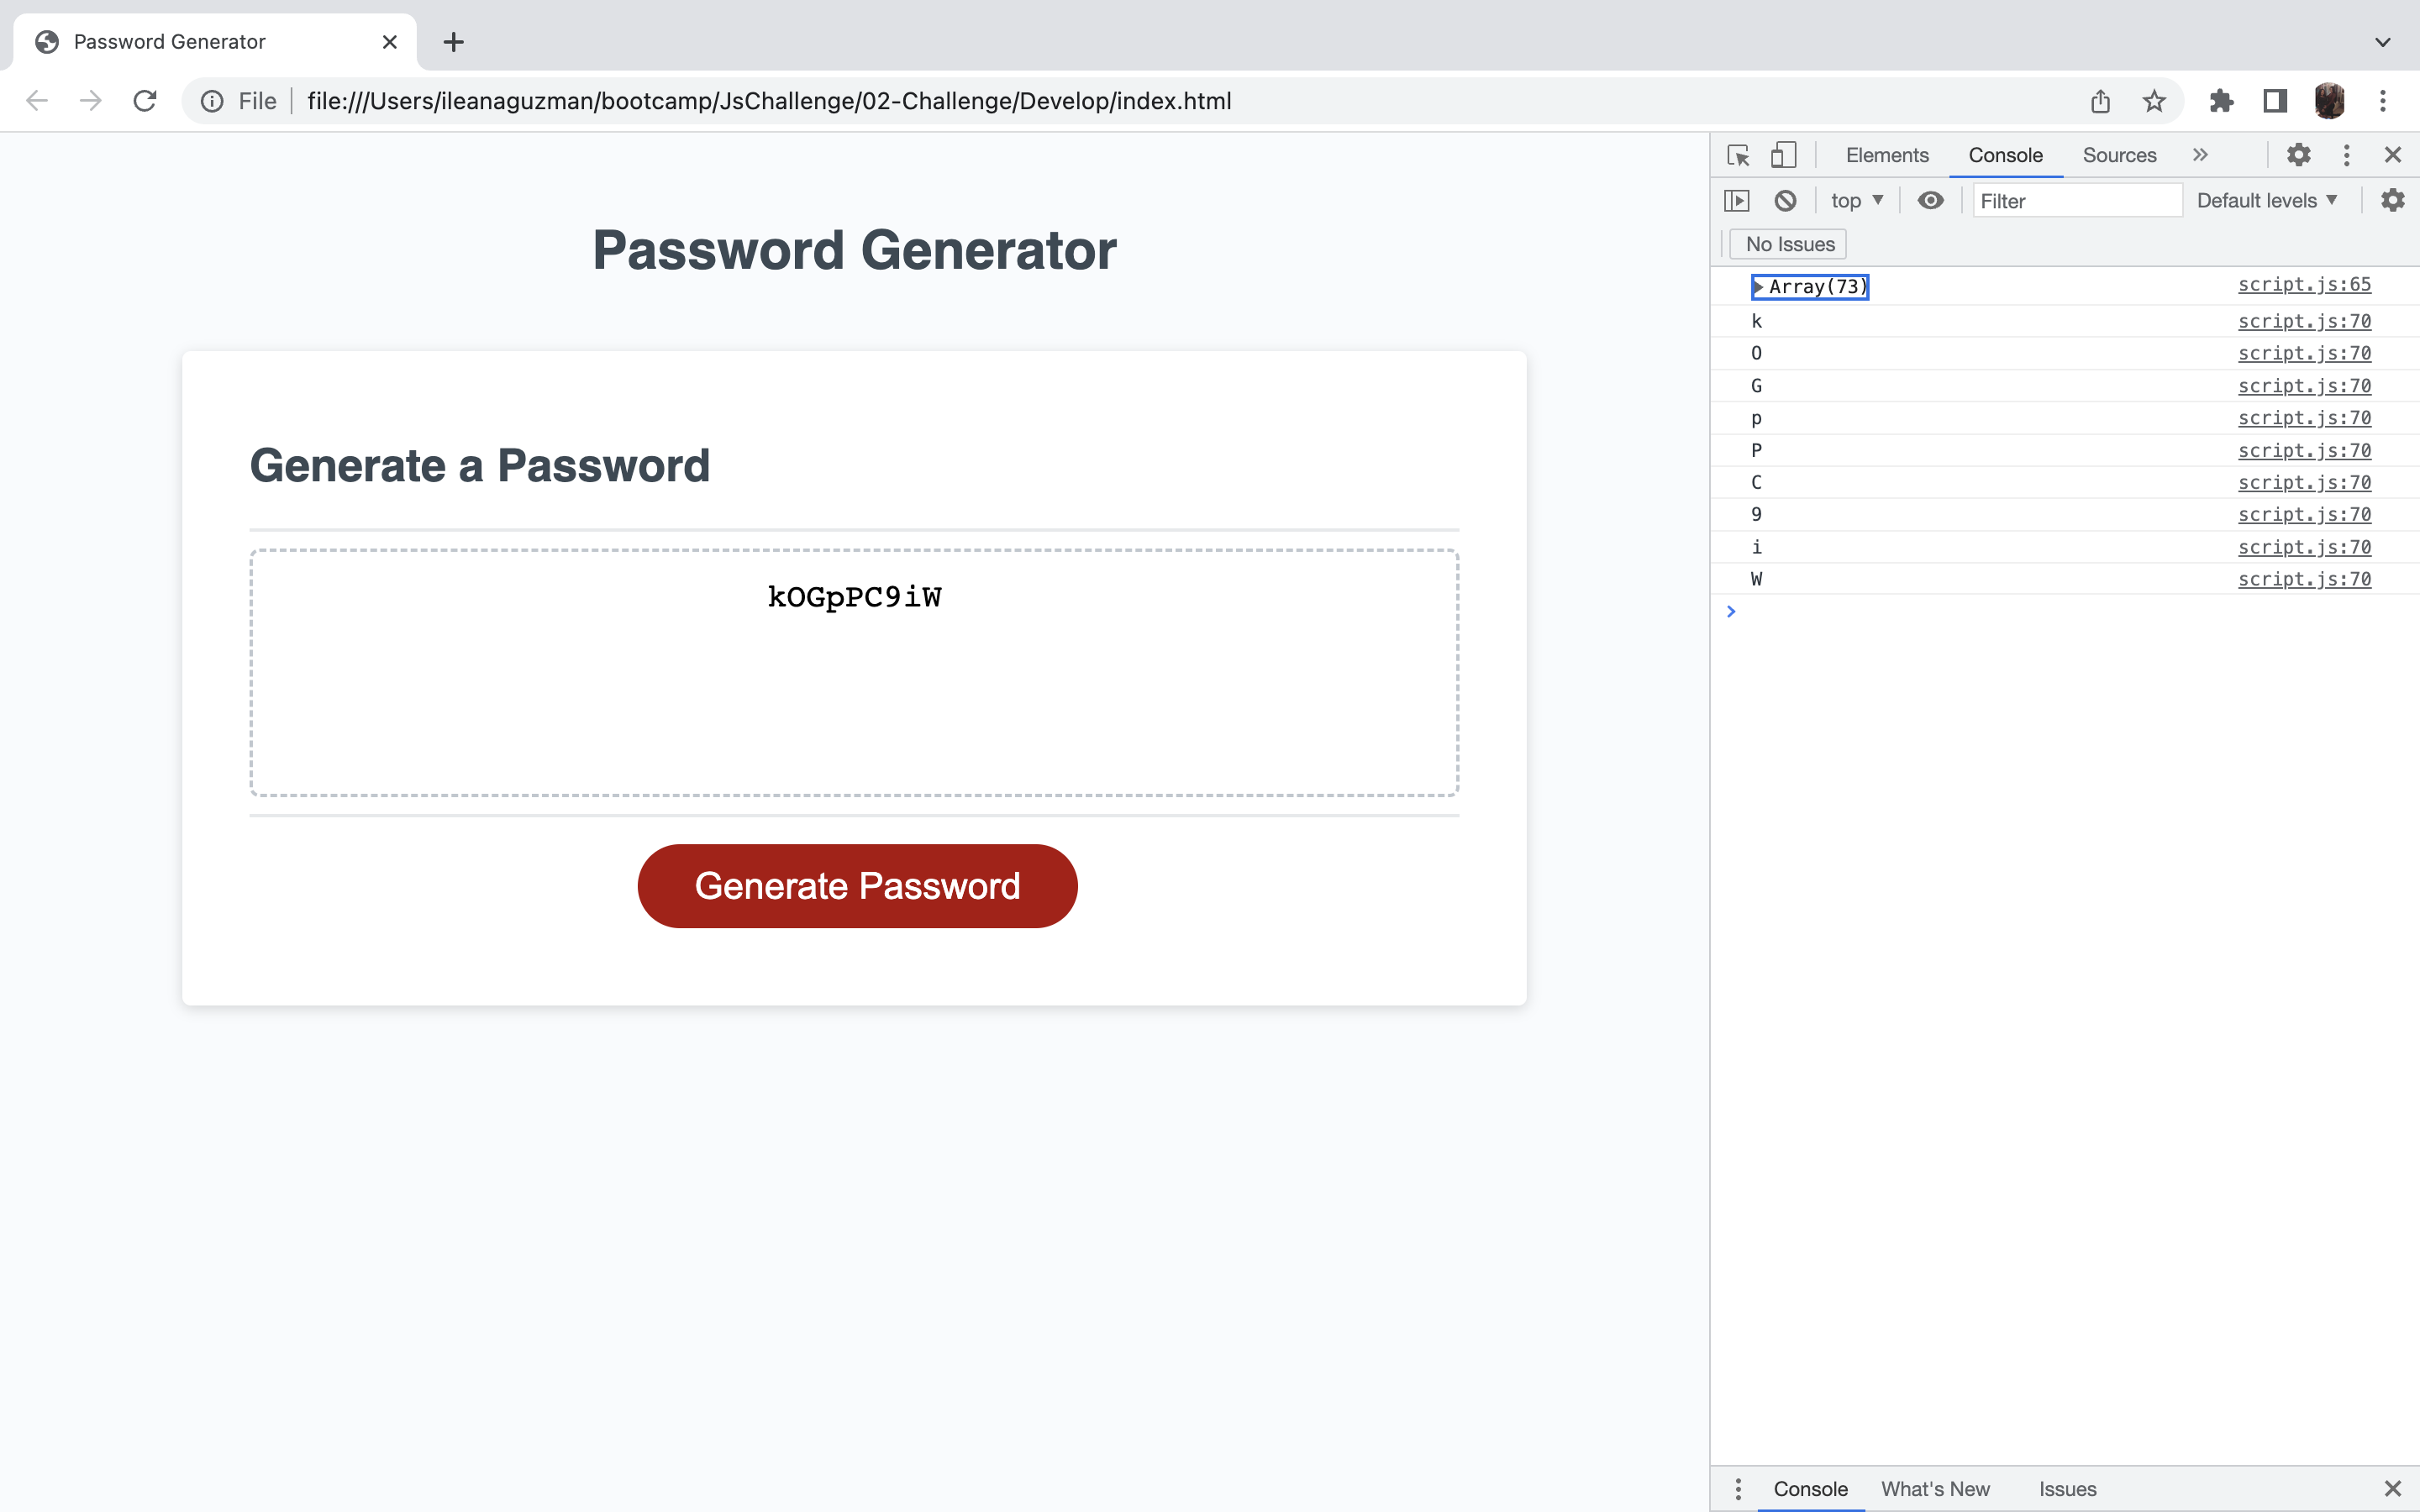 Password Generator
File file:///Users/ileanaguzman/bootcamp/JsChallenge/02-Challenge/Develop/index.html
Password Generator
Generate a Password
kOGpPC9iW
Generate Password
Elements Console Sources
top Filter Default levels
No Issues
Array(73) script.js:65
k script.js:70
O script.js:70
G script.js:70
p script.js:70
P script.js:70
C script.js:70
9 script.js:70
i script.js:70
W script.js:70
Console What's New Issues